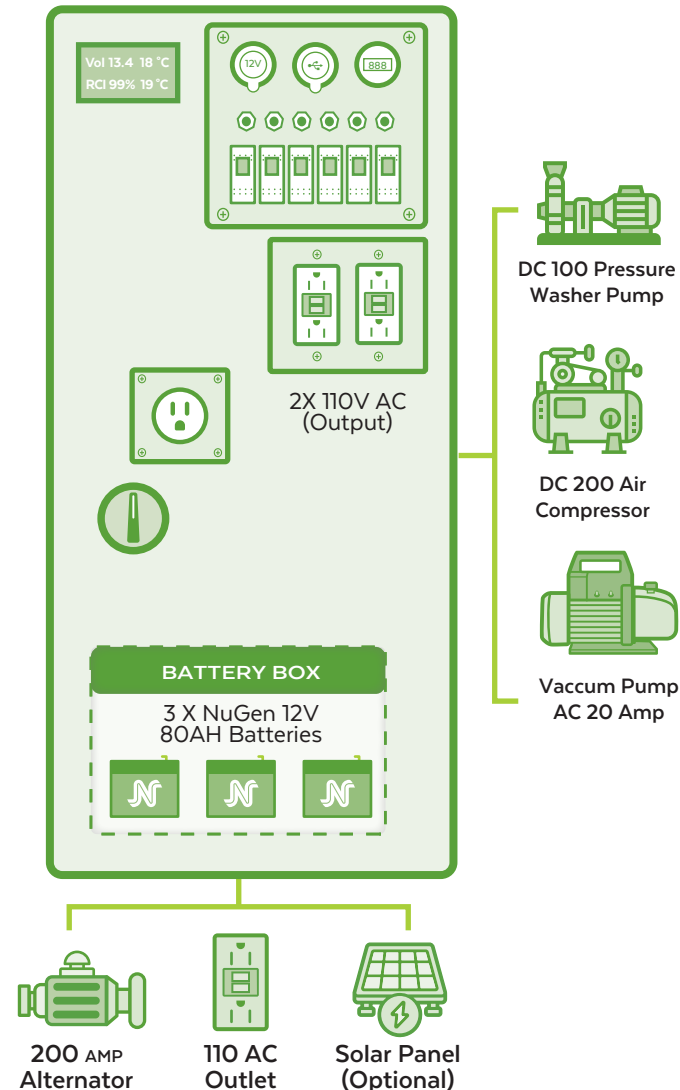 Vol 13.4 18 °C
RCI 99% 19 °C
12V
888
2X 110V AC
(Output)
DC 100 Pressure
Washer Pump
DC 200 Air
Compressor
Vaccum Pump
AC 20 Amp
BATTERY BOX
3 X NuGen 12V
80AH Batteries
N N N
200 AMP
Alternator
110 AC
Outlet
Solar Panel
(Optional)